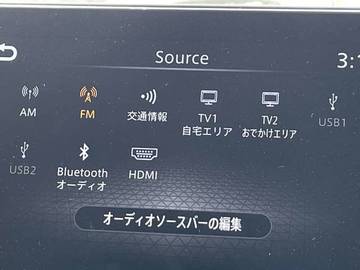 Source
3:1
AM
FM
交通情報
TV1
自宅エリア
TV2
おでかけエリア
USB1
USB2
Bluetooth
オーディオ
HDMI
オーディオソースバーの編集